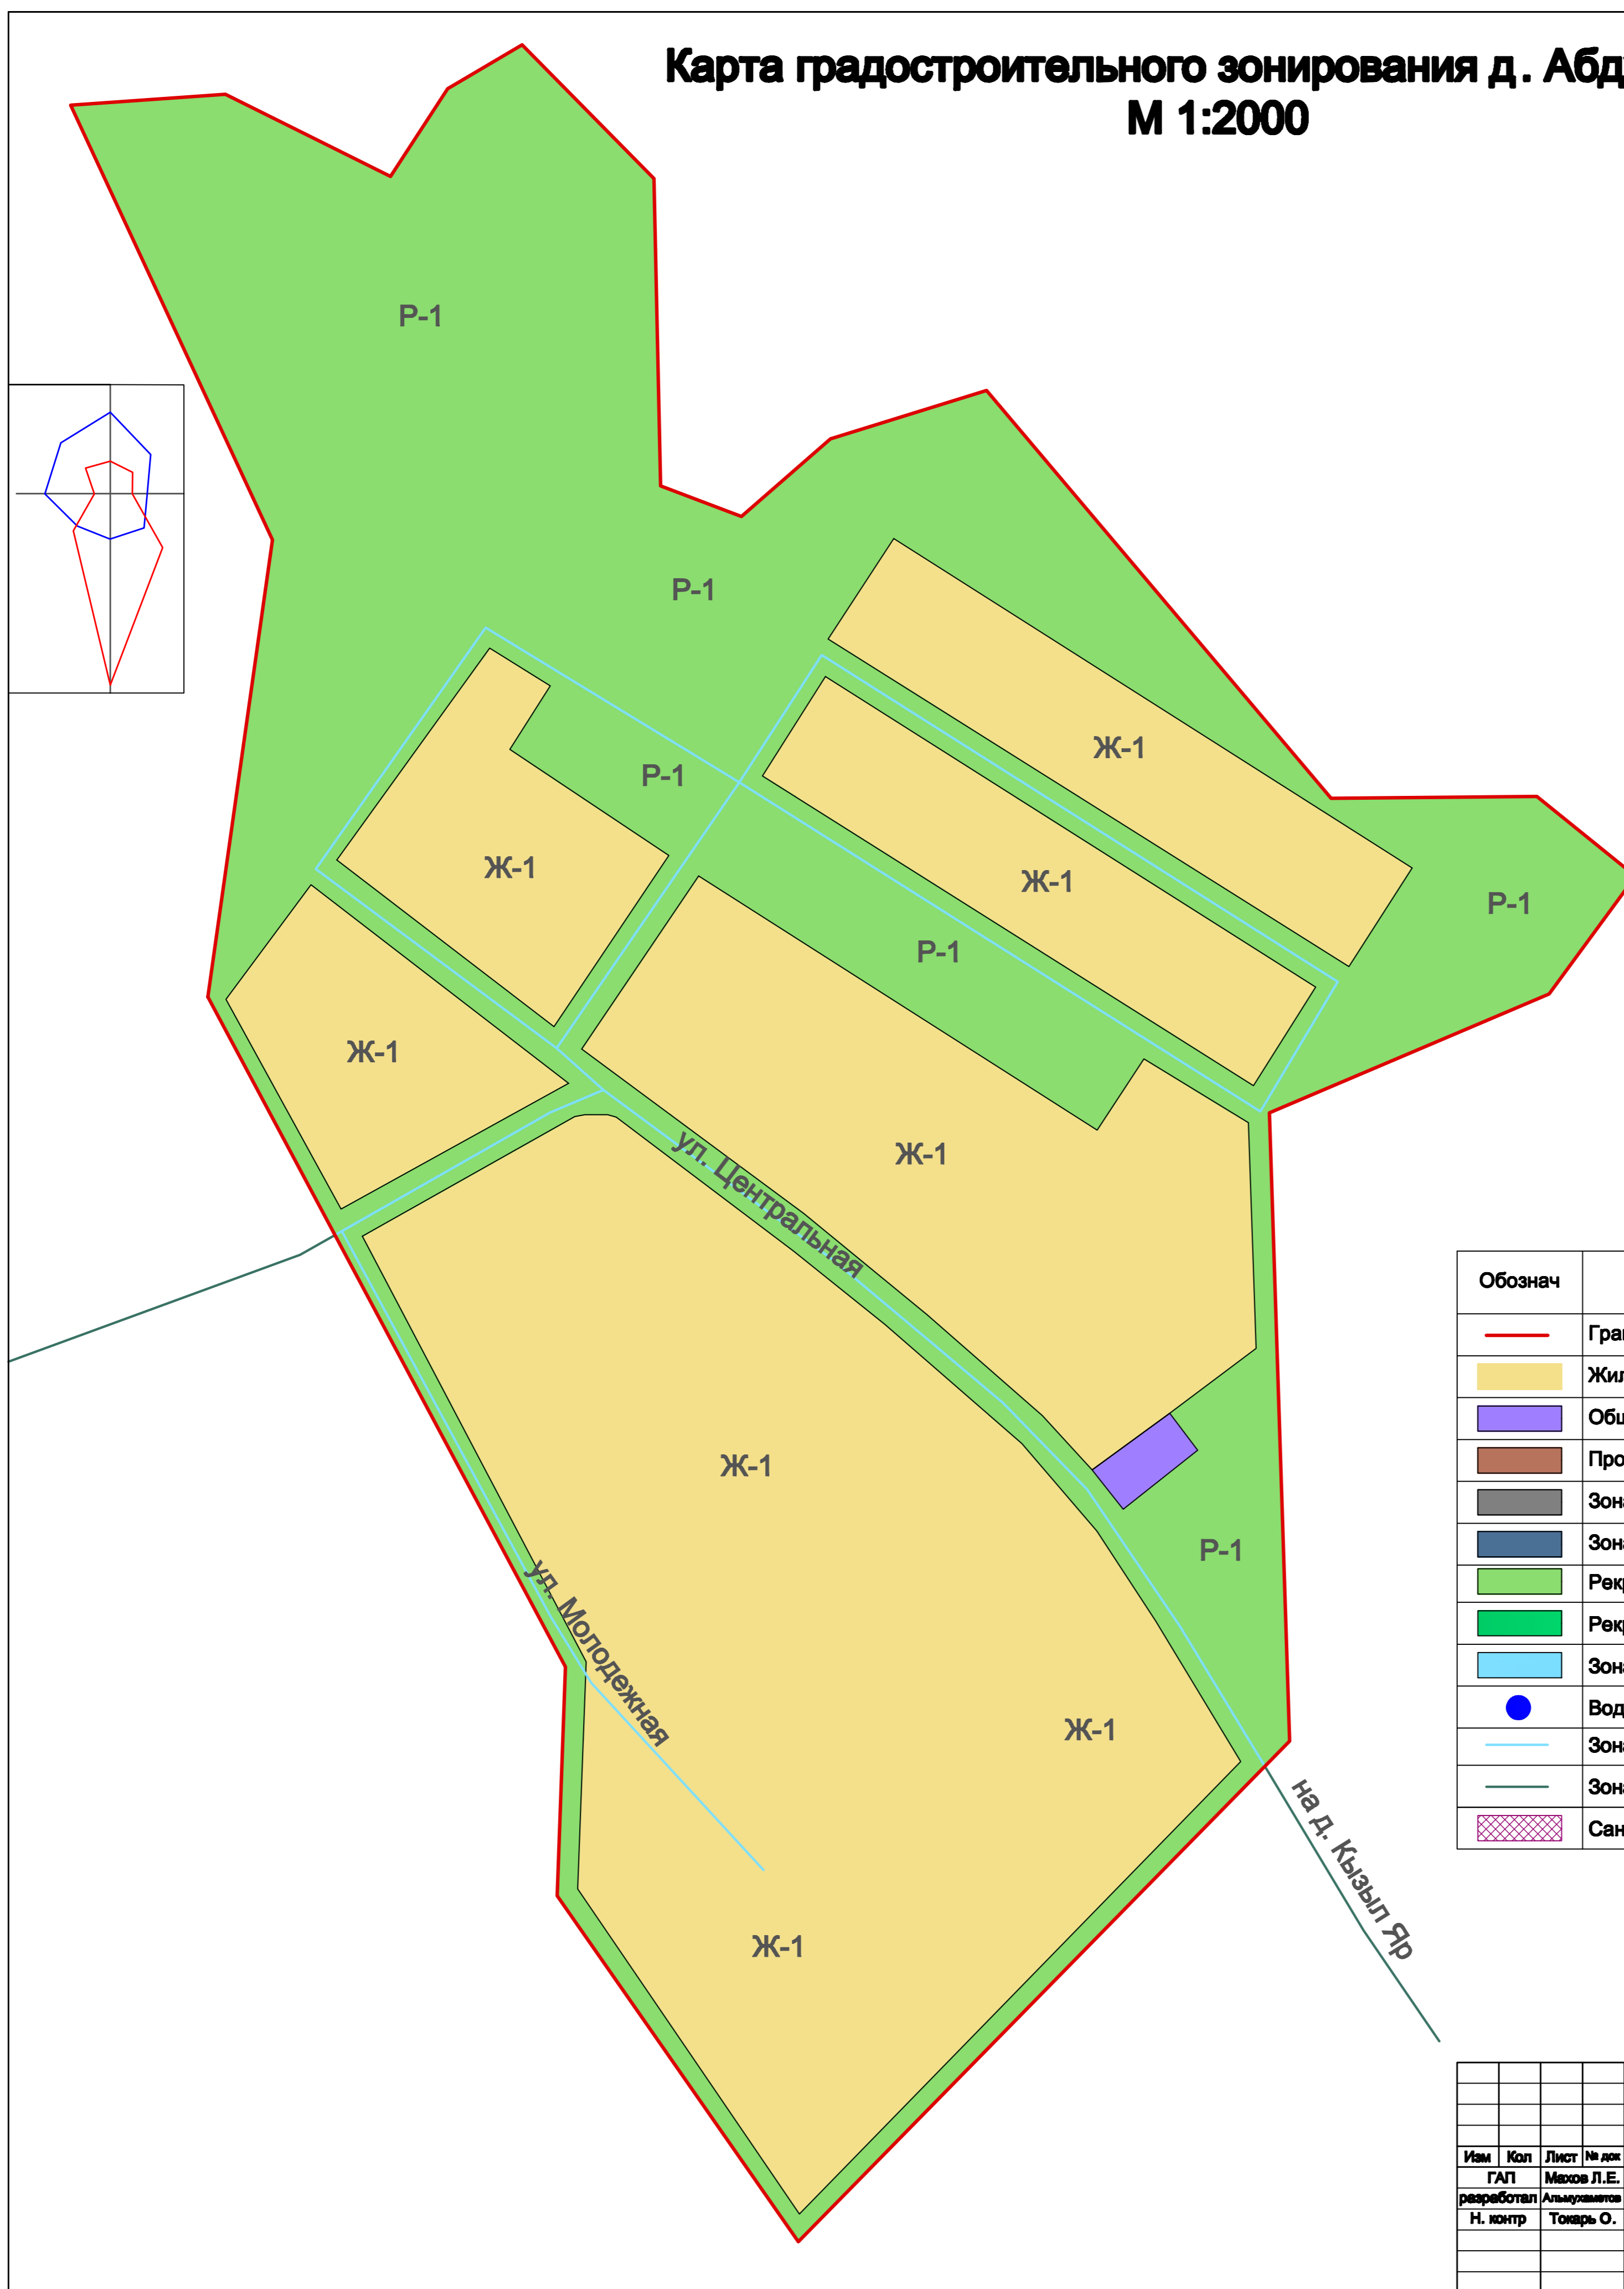 Карта градостроительного зонирования д. Абд
М 1:2000
Р-1
Р-1
Ж-1
Р-1
Ж-1
Ж-1
Р-1
Р-1
Ж-1
Ж-1
ул. Центральная
Ж-1
Р-1
ул. Молодежная
Ж-1
на д. Кызыл Яр
Ж-1
Обознач
Гра
Жил
Общ
Про
Зон
Зон
Рек
Рек
Зон
Вод
Зон
Зон
Сан
Изм Кол Лист № док
ГАП Махов Л.Е.
разработал Альмухаметов
Н. контр Токарь О.